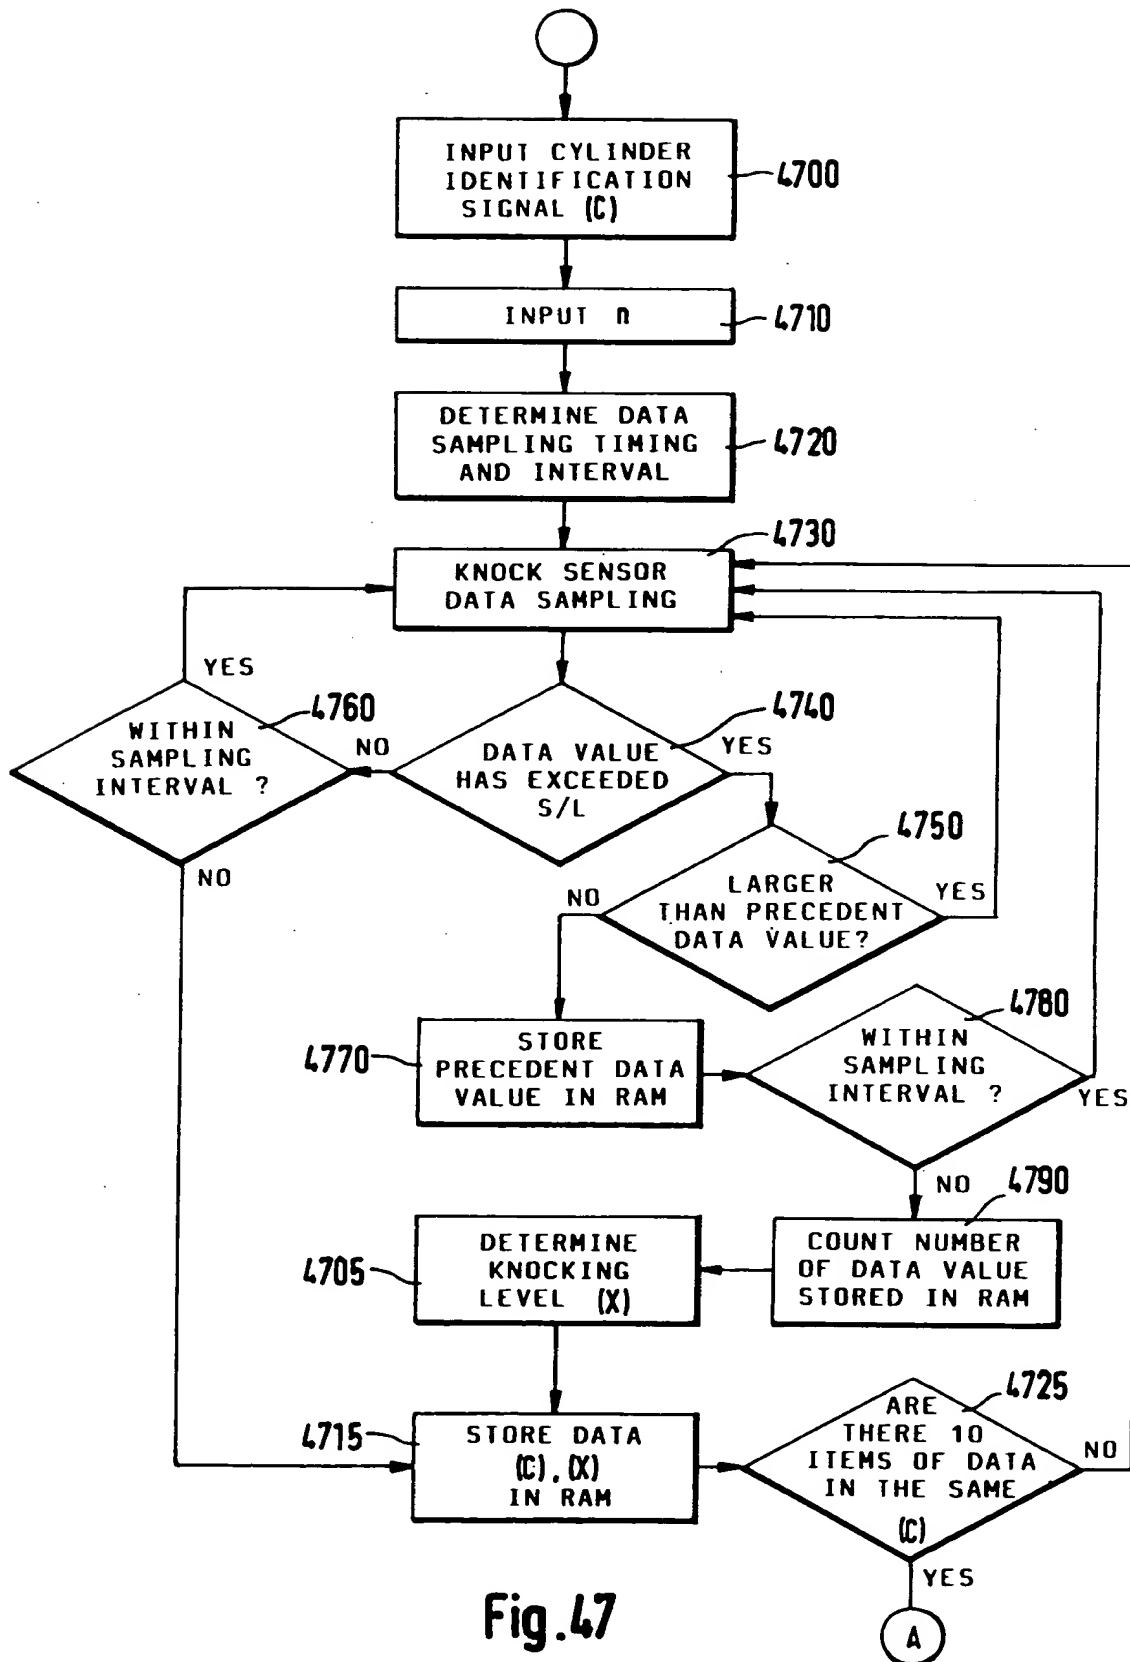 INPUT CYLINDER
IDENTIFICATION
SIGNAL (C)
4700
INPUT n
4710
DETERMINE DATA
SAMPLING TIMING
AND INTERVAL
4720
4730
KNOCK SENSOR
DATA SAMPLING
YES
4760
WITHIN
SAMPLING
INTERVAL ?
NO
NO
4740
DATA VALUE
HAS EXCEEDED
S/L
YES
4750
LARGER
THAN PRECEDENT
DATA VALUE?
NO
YES
4770
STORE
PRECEDENT DATA
VALUE IN RAM
4780
WITHIN
SAMPLING
INTERVAL ?
YES
NO
4790
COUNT NUMBER
OF DATA VALUE
STORED IN RAM
4705
DETERMINE
KNOCKING
LEVEL (X)
4715
STORE DATA
(C), (X)
IN RAM
4725
ARE
THERE 10
ITEMS OF DATA
IN THE SAME
(C)
NO
YES
A
Fig.47